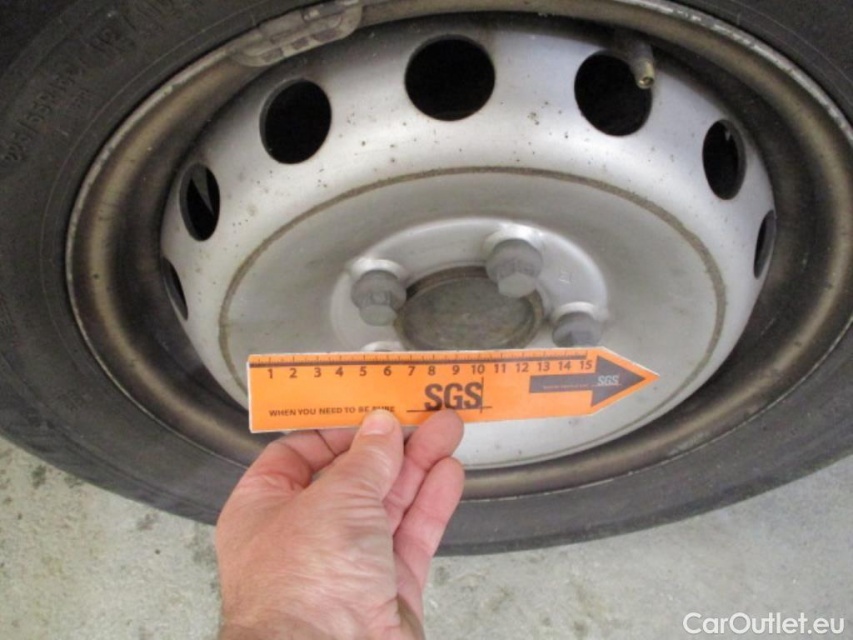 1 2 3 4 5 6 7 8 9 10 11 12 13 14 15
SGS
SGS
WHEN YOU NEED TO BE SURE
CarOutlet.eu